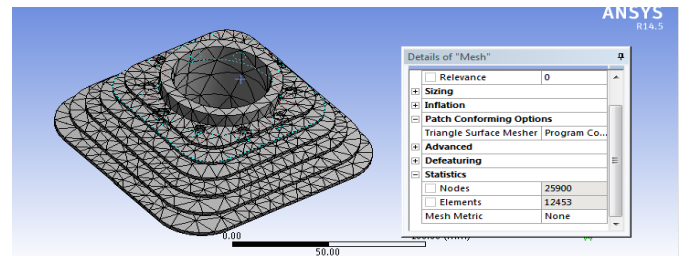 ANSYS
R14.5
Details of "Mesh"
Relevance 0
Sizing
Inflation
Patch Conforming Options
Triangle Surface Mesher Program Co...
Advanced
Defeaturing
Statistics
Nodes 25900
Elements 12453
Mesh Metric None
0.00
(mm)
50.00